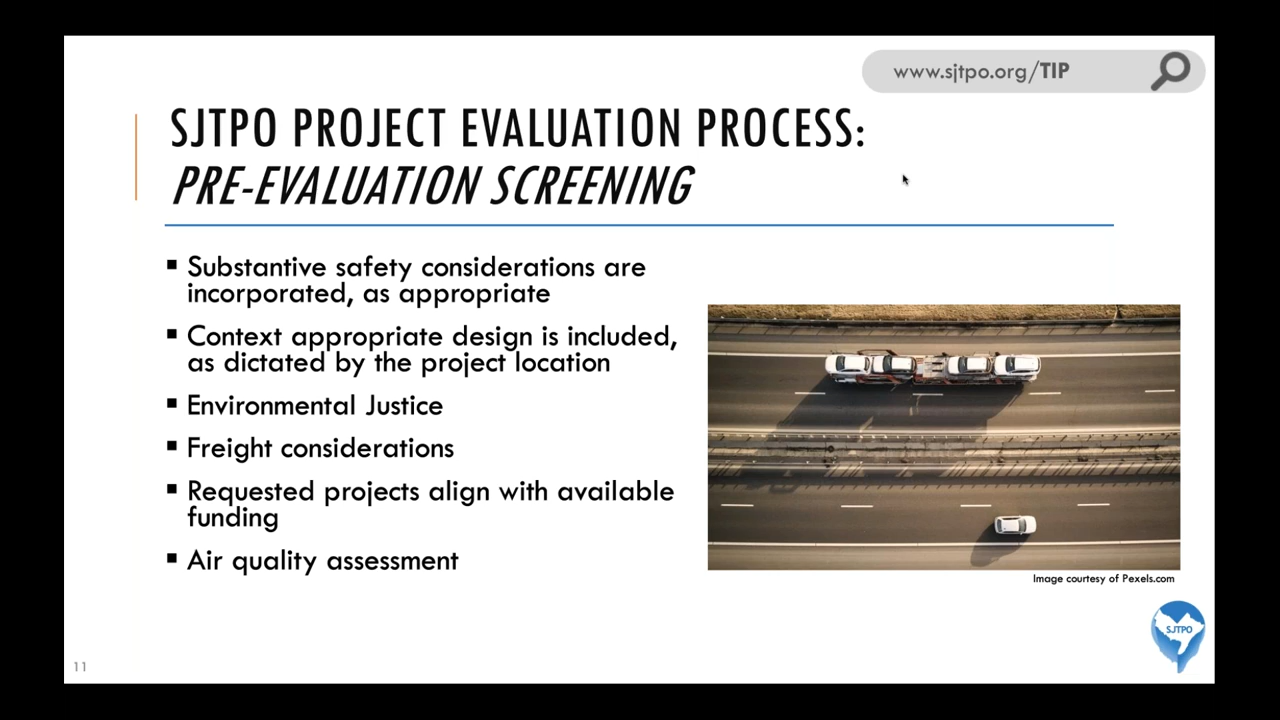 www.sjtpo.org/TIP
SJTPO PROJECT EVALUATION PROCESS:
PRE-EVALUATION SCREENING
▪ Substantive safety considerations are
incorporated, as appropriate
▪ Context appropriate design is included,
as dictated by the project location
▪ Environmental Justice
▪ Freight considerations
▪ Requested projects align with available
funding
▪ Air quality assessment
Image courtesy of Pexels.com
SJTPO
11